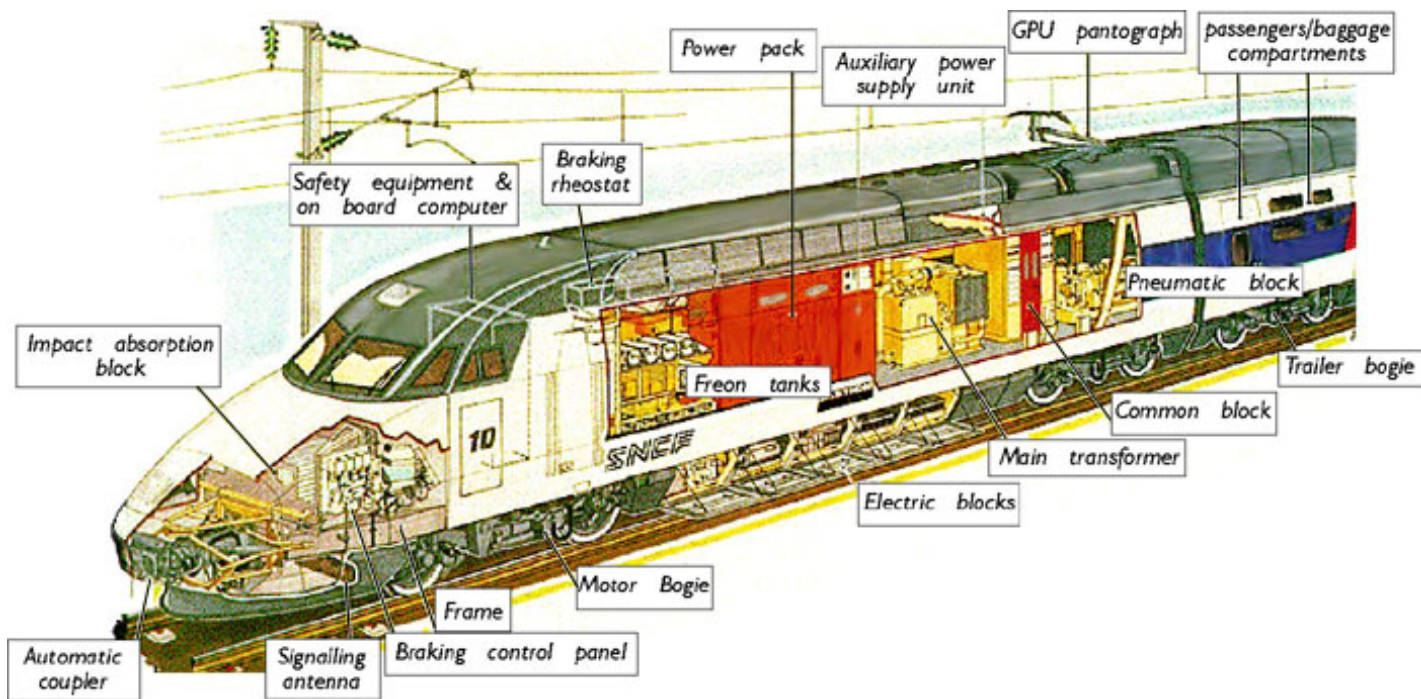 Power pack
GPU pantograph
passengers/baggage
compartments
Auxiliary power
supply unit
Braking
rheostat
Safety equipment &
on board computer
Pneumatic block
Impact absorption
block
Trailer bogie
Freon tanks
Common block
10
SNCF
Main transformer
Electric blocks
Motor Bogie
Frame
Automatic
coupler
Signailing
antenna
Braking control panel